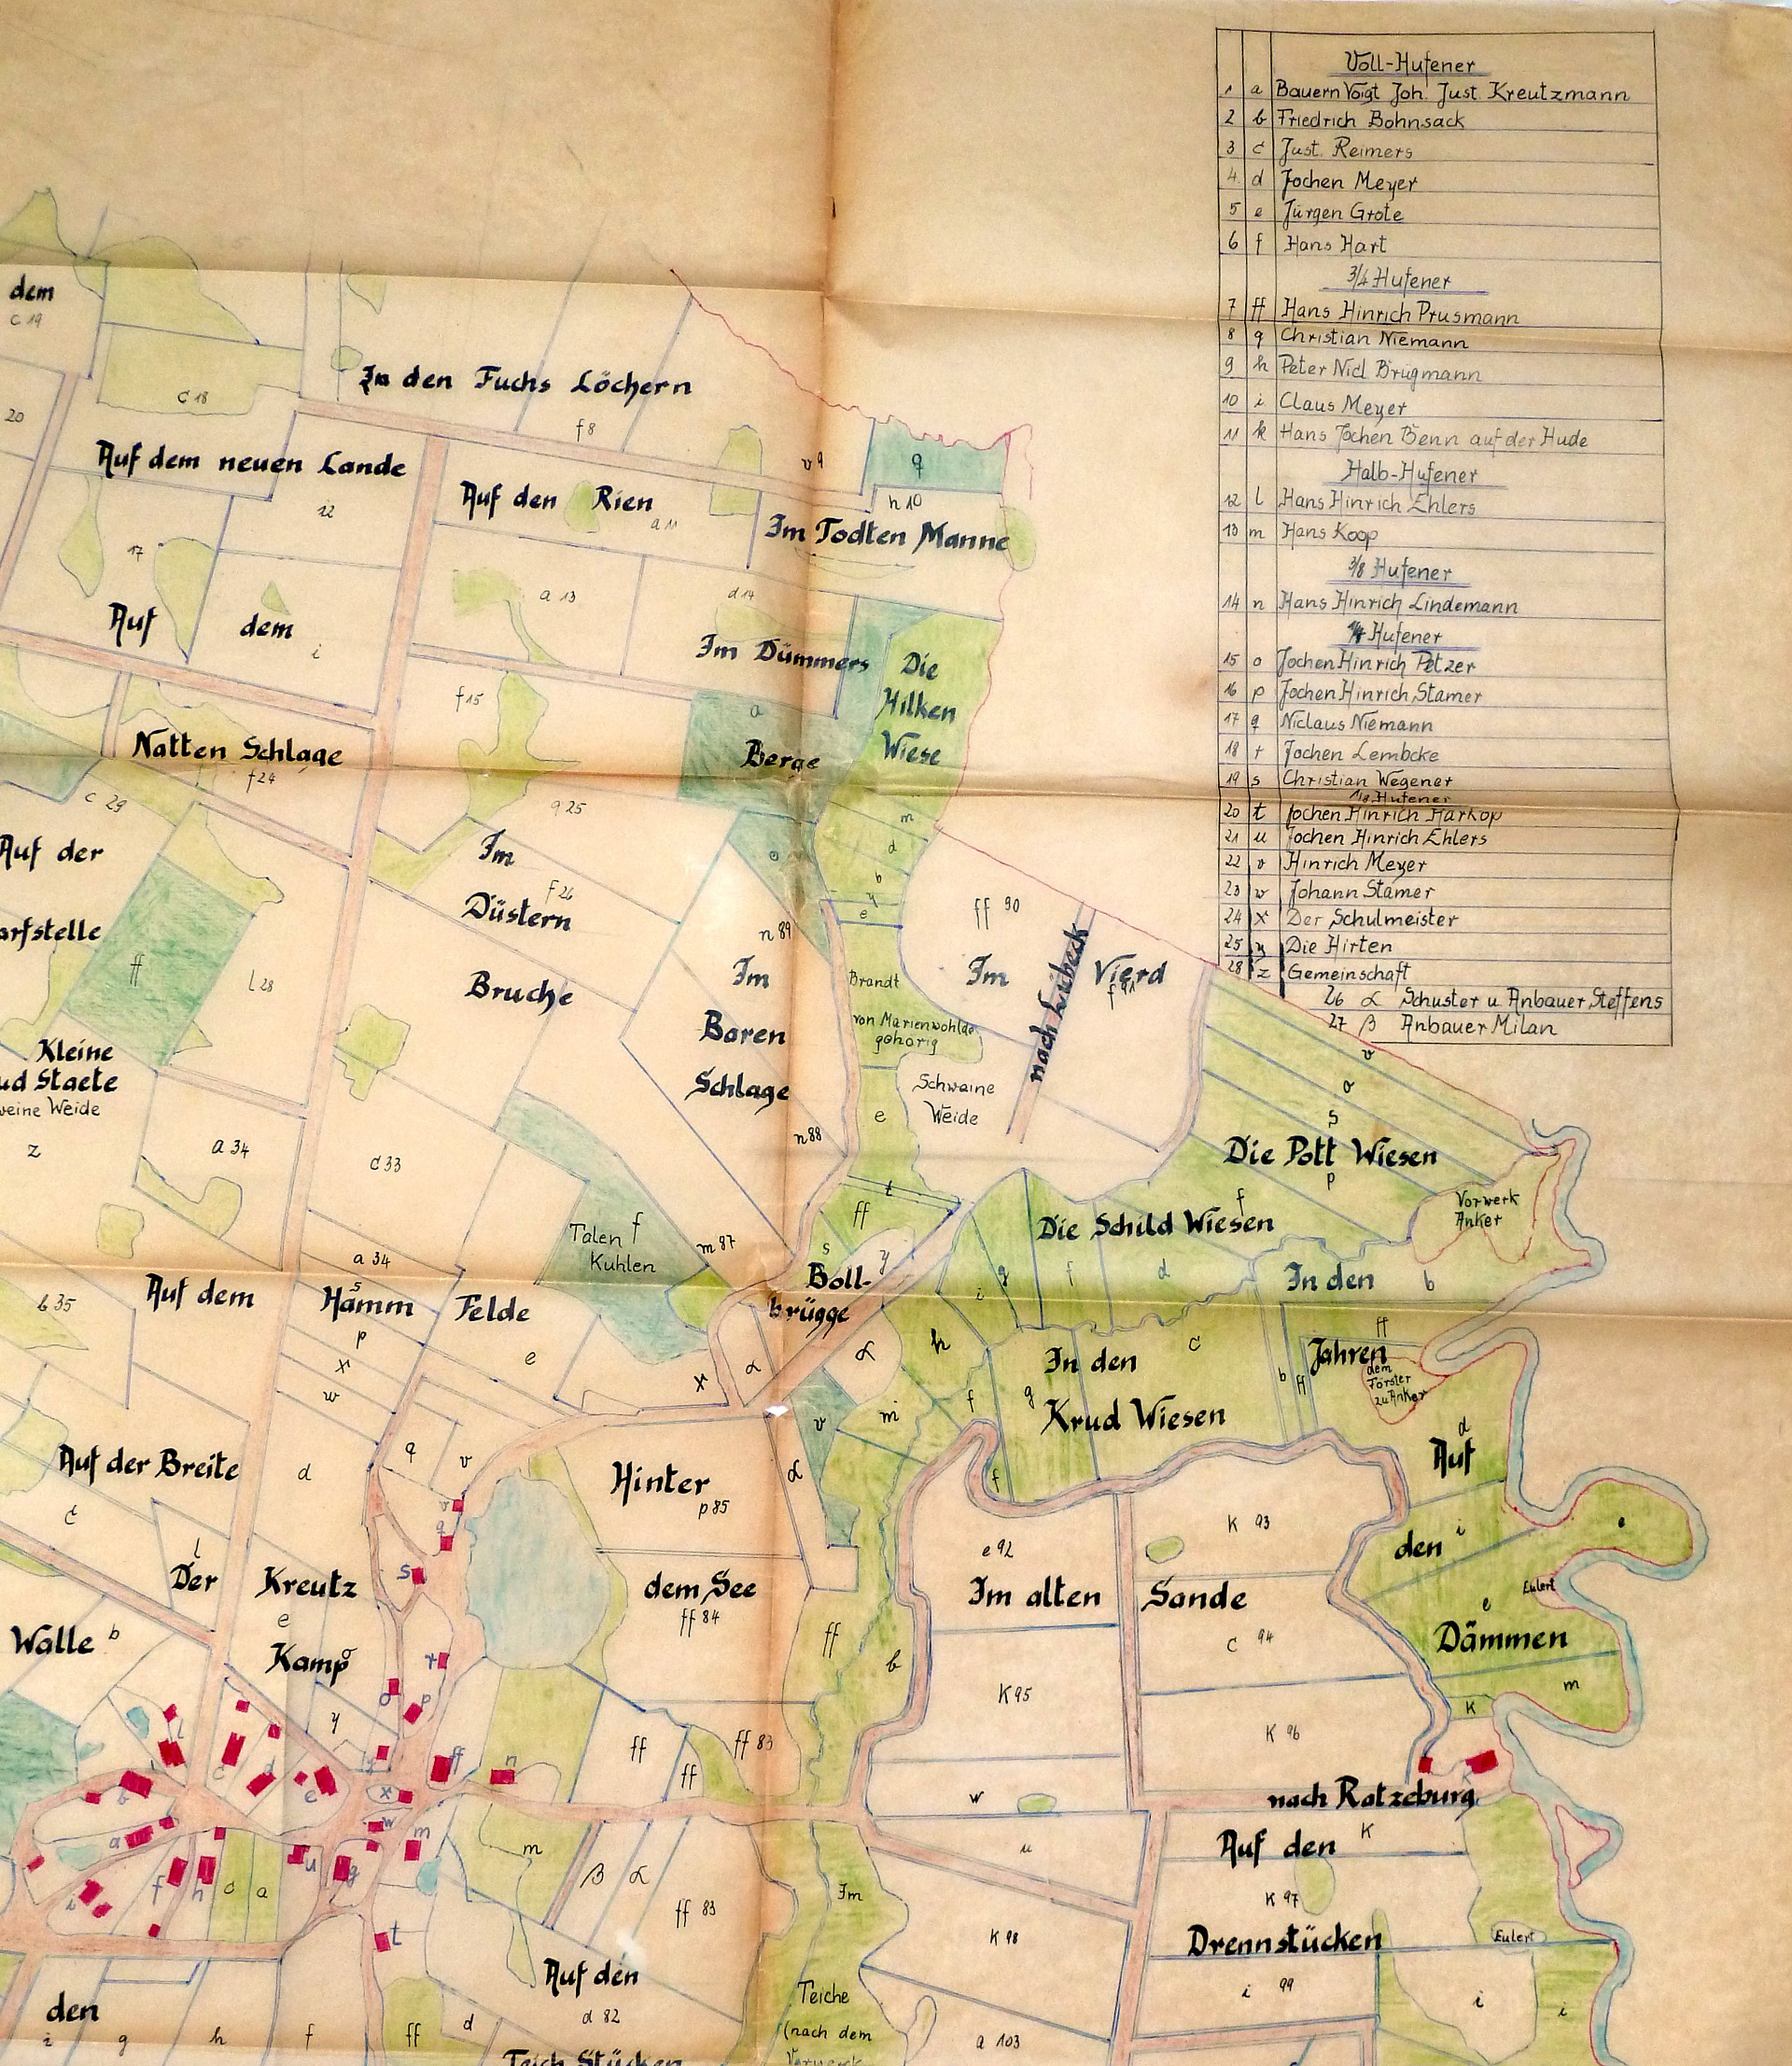 Voll-Hufener
1 a Bauern Voigt Joh. Just. Kreutzmann
2 b Friedrich Bohnsack
3 c Just. Reimers
4 d Jochen Meyer
5 e Jürgen Grote
6 f Hans Hart
3/4 Hufener
7 ff Hans Hinrich Prusmann
8 g Christian Niemann
9 h Peter Nicl Brügmann
10 i Claus Meyer
11 k Hans Jochen Benn auf der Hude
Halb-Hufener
12 l Hans Hinrich Ehlers
13 m Hans Koop
3/8 Hufener
14 n Hans Hinrich Lindemann
1/4 Hufener
15 o Jochen Hinrich Petzer
16 p Jochen Hinrich Stamer
17 q Niclaus Niemann
18 r Jochen Lembcke
19 s Christian Wegener
1/8 Hufener
20 t Jochen Hinrich Harkop
21 u Jochen Hinrich Ehlers
22 v Hinrich Meyer
23 w Johann Stamer
24 x Der Schulmeister
25 y Die Hirten
28 z Gemeinschaft
26 α Schuster u Anbauer Steffens
27 β Anbauer Milan
dem
c 19
20
c 18
In den Fuchs Löchern
f 8
Auf dem neuen Lande
12
Auf den Rien
a 11
v 9
q
n 10
Im Todten Manne
17
Auf dem
i
a 13
d 14
Im Dümmers
Die
Hilken
Wiese
f 15
a
Berge
Natten Schlage
f 24
c 29
q 25
Auf der
Im
f 26
Düstern
Bruche
o
m
d
b
y
e
ff
l 28
n 89
Im
Baren
Schlage
n 88
Brandt
von Marienwohlde
gehörig
ff 90
Im Vierd
f 91
nach Lübeck
Schwaine
Weide
e
Kleine
z
a 34
c 33
v
o
s
Die Pott Wiesen
p
Vorwerk
Anker
Talen f
Kuhlen
m 87
t
ff
s
y
Boll-
brügge
Die Schild Wiesen
f
i
g
f
d
In den b
ff
Jahren
dem
Förster
zu Anker
b 35
Auf dem
a 34
s
Hamm Felde
p
x
w
e
x
α
α
h
f
In den c
g
Krud Wiesen
b
ff
f
m
v
α
d
Auf
den i
e
Eulert
e
Dämmen
m
k
Auf der Breite
c
d
q
v
Hinter
p 85
l
Der
Kreutz
e
Kamp
Walle b
s
v
q
r
o
p
dem See
ff 84
ff
b
e 92
Im alten Sande
K 93
c 94
K 95
K 96
y
l
i
b
c
d
e
a
f
h
c
a
u
g
x
w
m
ff
n
t
ff
ff
ff 83
w
u
nach Ratzeburg
k
Auf den K
K 97
Drennstücken
Eulert
m
β
α
ff 83
Im
K 98
i 99
i
i
Auf den
d 82
Teich Stücken
Teiche
(nach dem
Vorwerck
a 103
den
i
g
h
f
ff
d